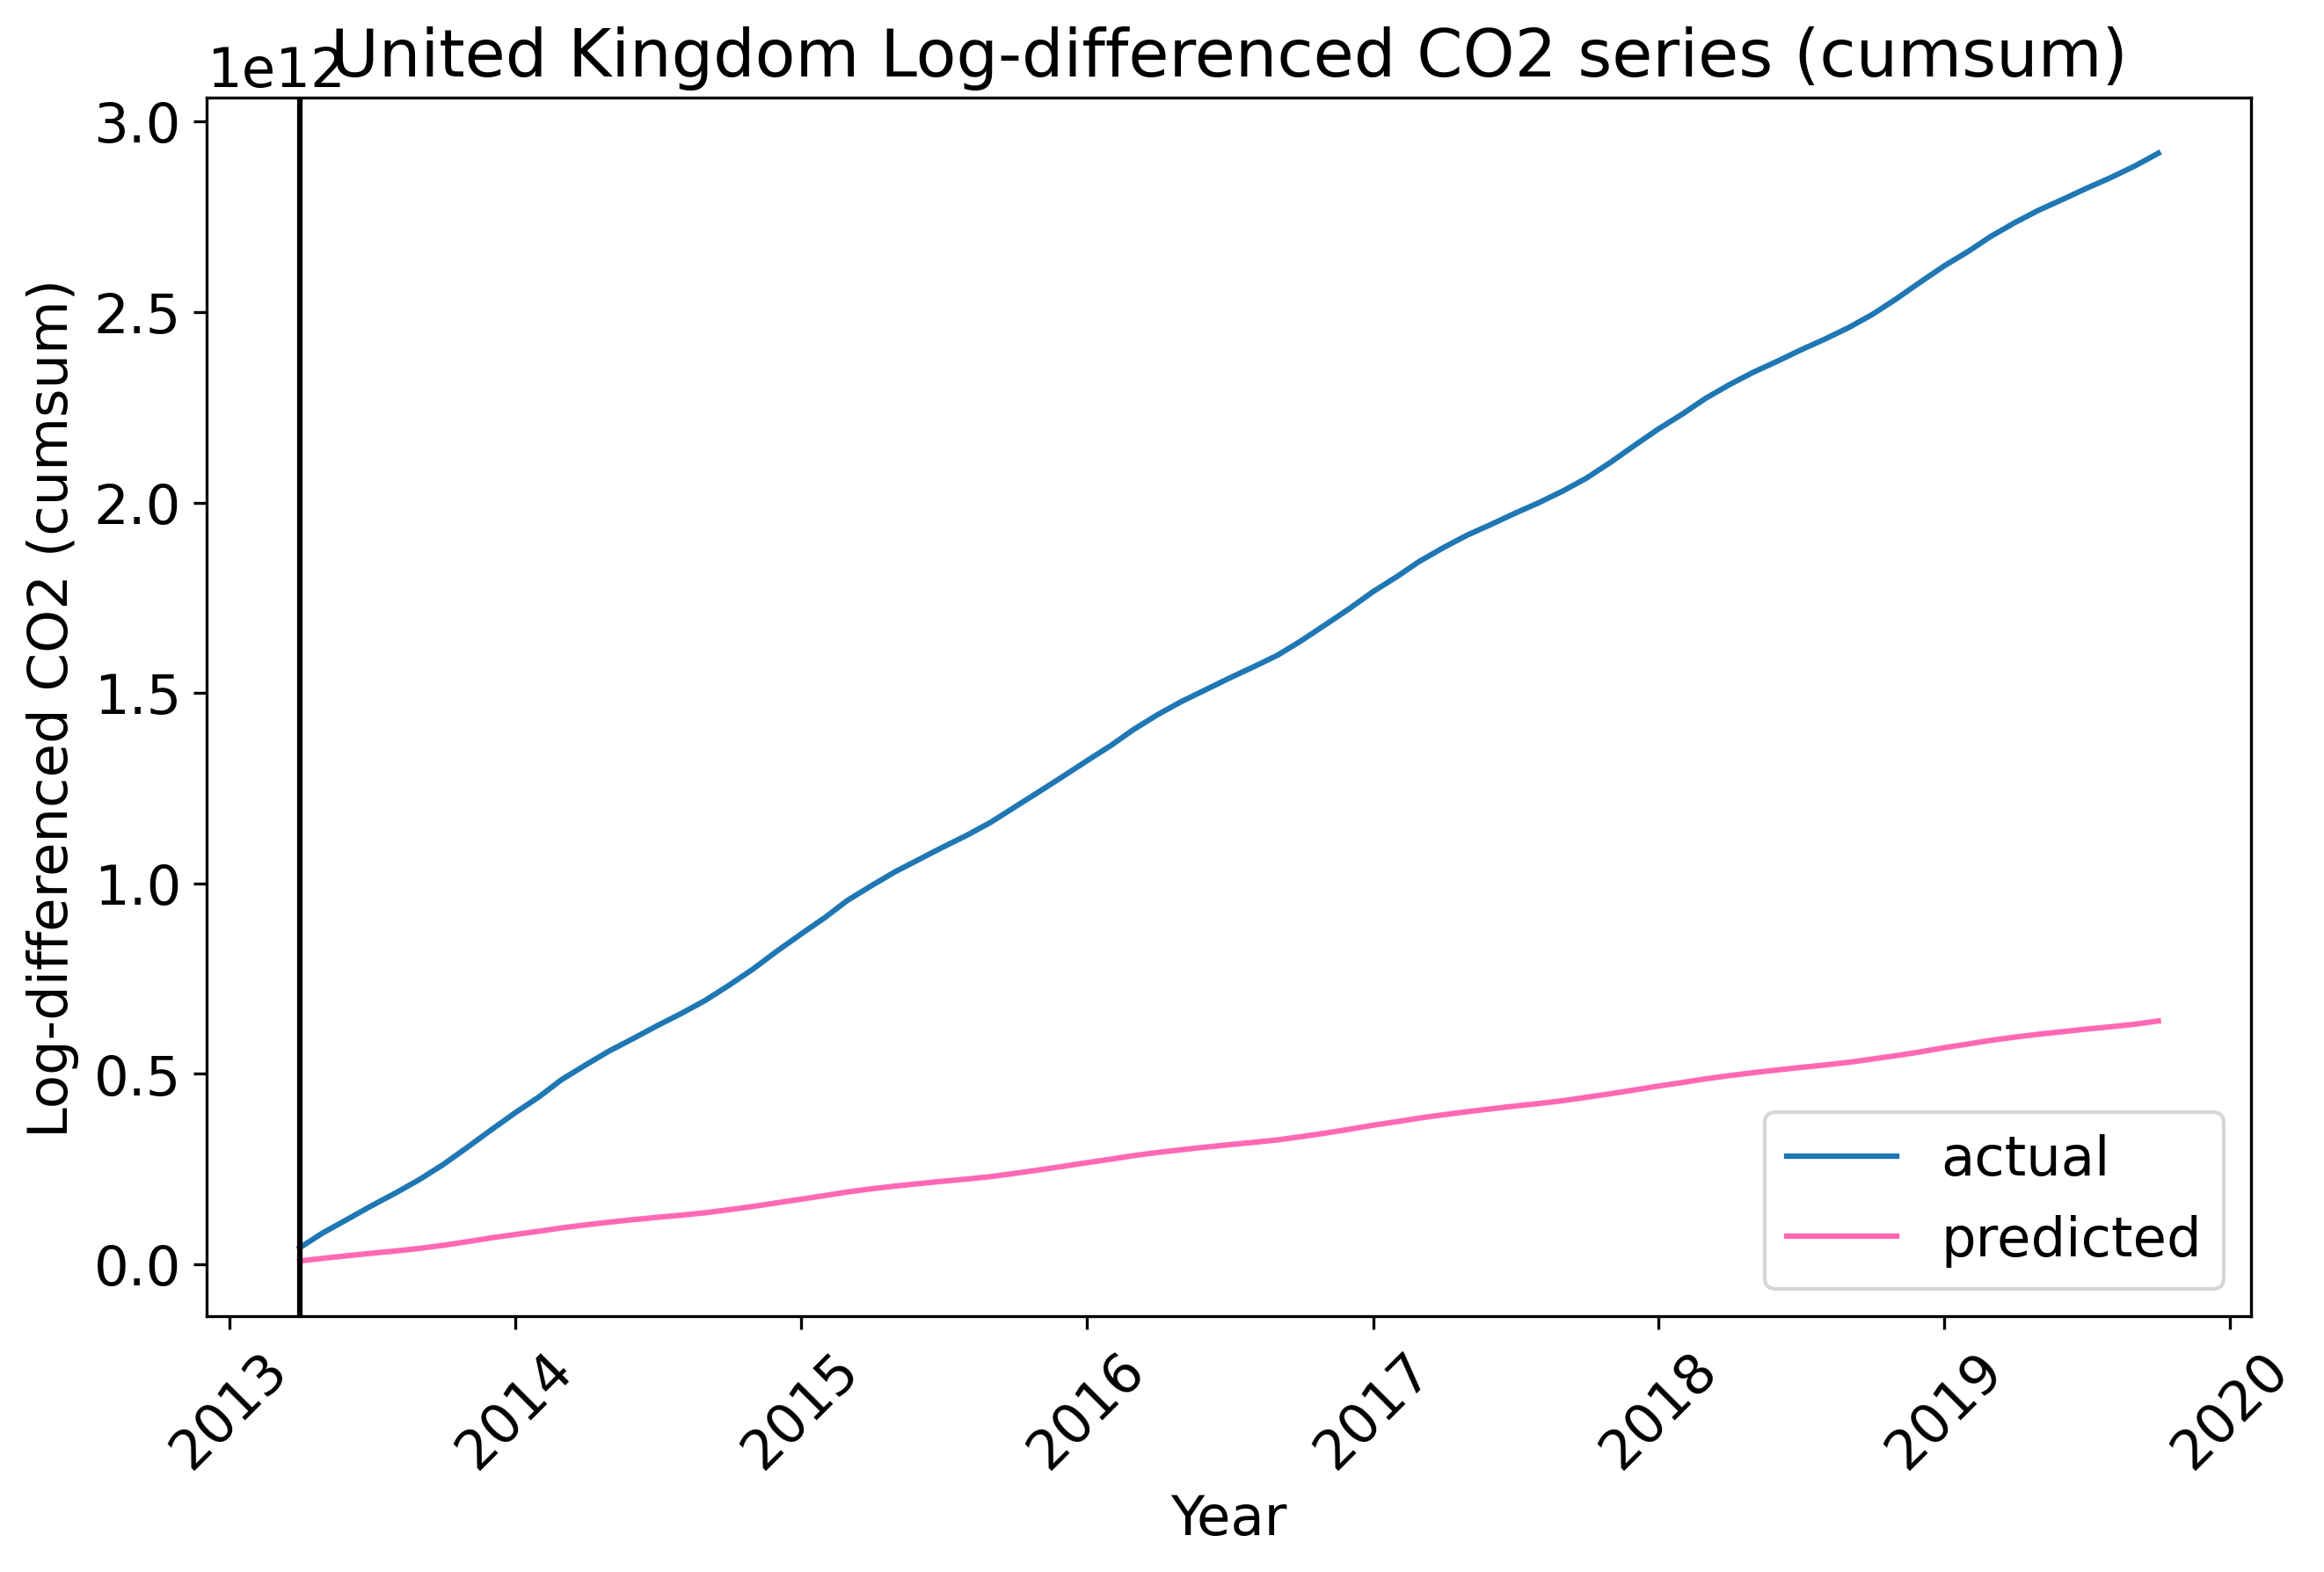 1e12
United Kingdom Log-differenced CO2 series (cumsum)
Log-differenced CO2 (cumsum)
3.0
2.5
2.0
1.5
1.0
0.5
0.0
actual
predicted
2013
2014
2015
2016
2017
2018
2019
2020
Year